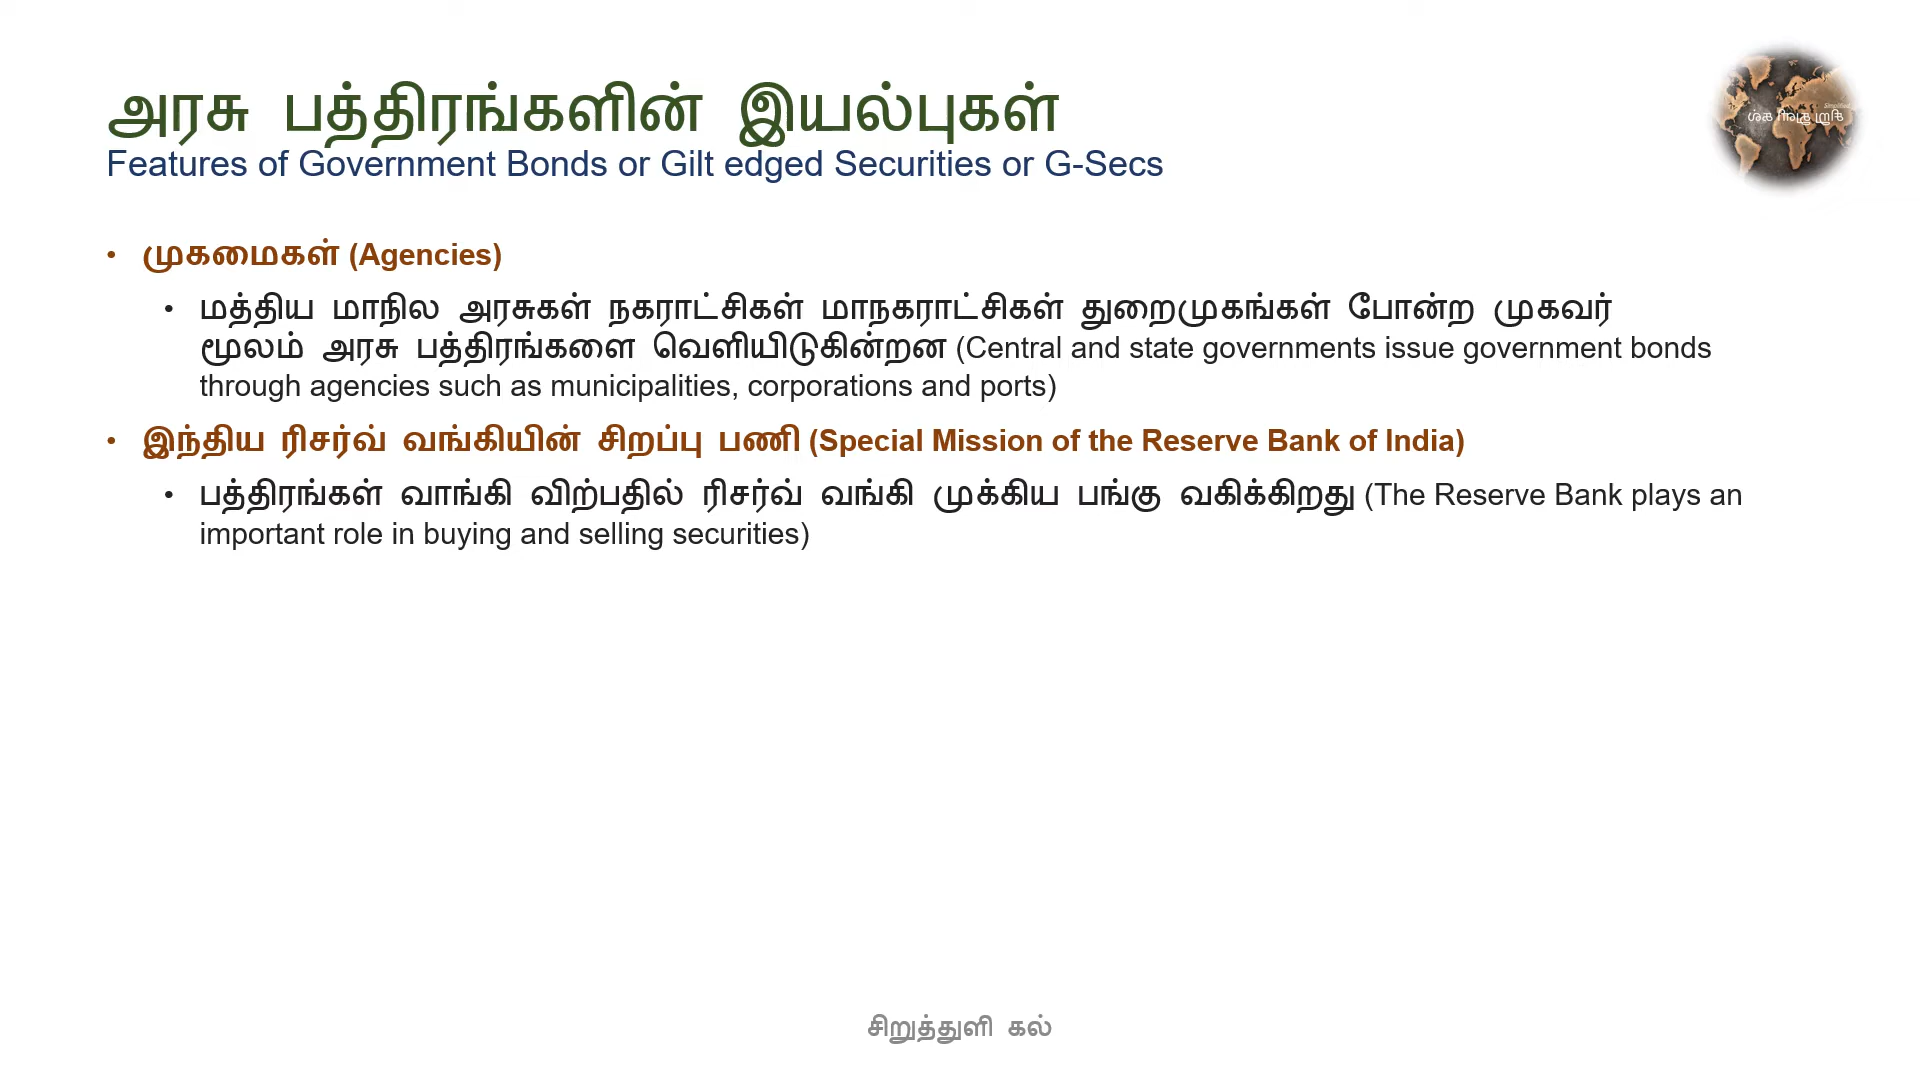 அரசு பத்திரங்களின் இயல்புகள்
Features of Government Bonds or Gilt edged Securities or G-Secs
• முகமைகள் (Agencies)
• மத்திய மாநில அரசுகள் நகராட்சிகள் மாநகராட்சிகள் துறைமுகங்கள் போன்ற முகவர்
மூலம் அரசு பத்திரங்களை வெளியிடுகின்றன (Central and state governments issue government bonds
through agencies such as municipalities, corporations and ports)
• இந்திய ரிசர்வ் வங்கியின் சிறப்பு பணி (Special Mission of the Reserve Bank of India)
• பத்திரங்கள் வாங்கி விற்பதில் ரிசர்வ் வங்கி முக்கிய பங்கு வகிக்கிறது (The Reserve Bank plays an
important role in buying and selling securities)
சிறுத்துளி கல்